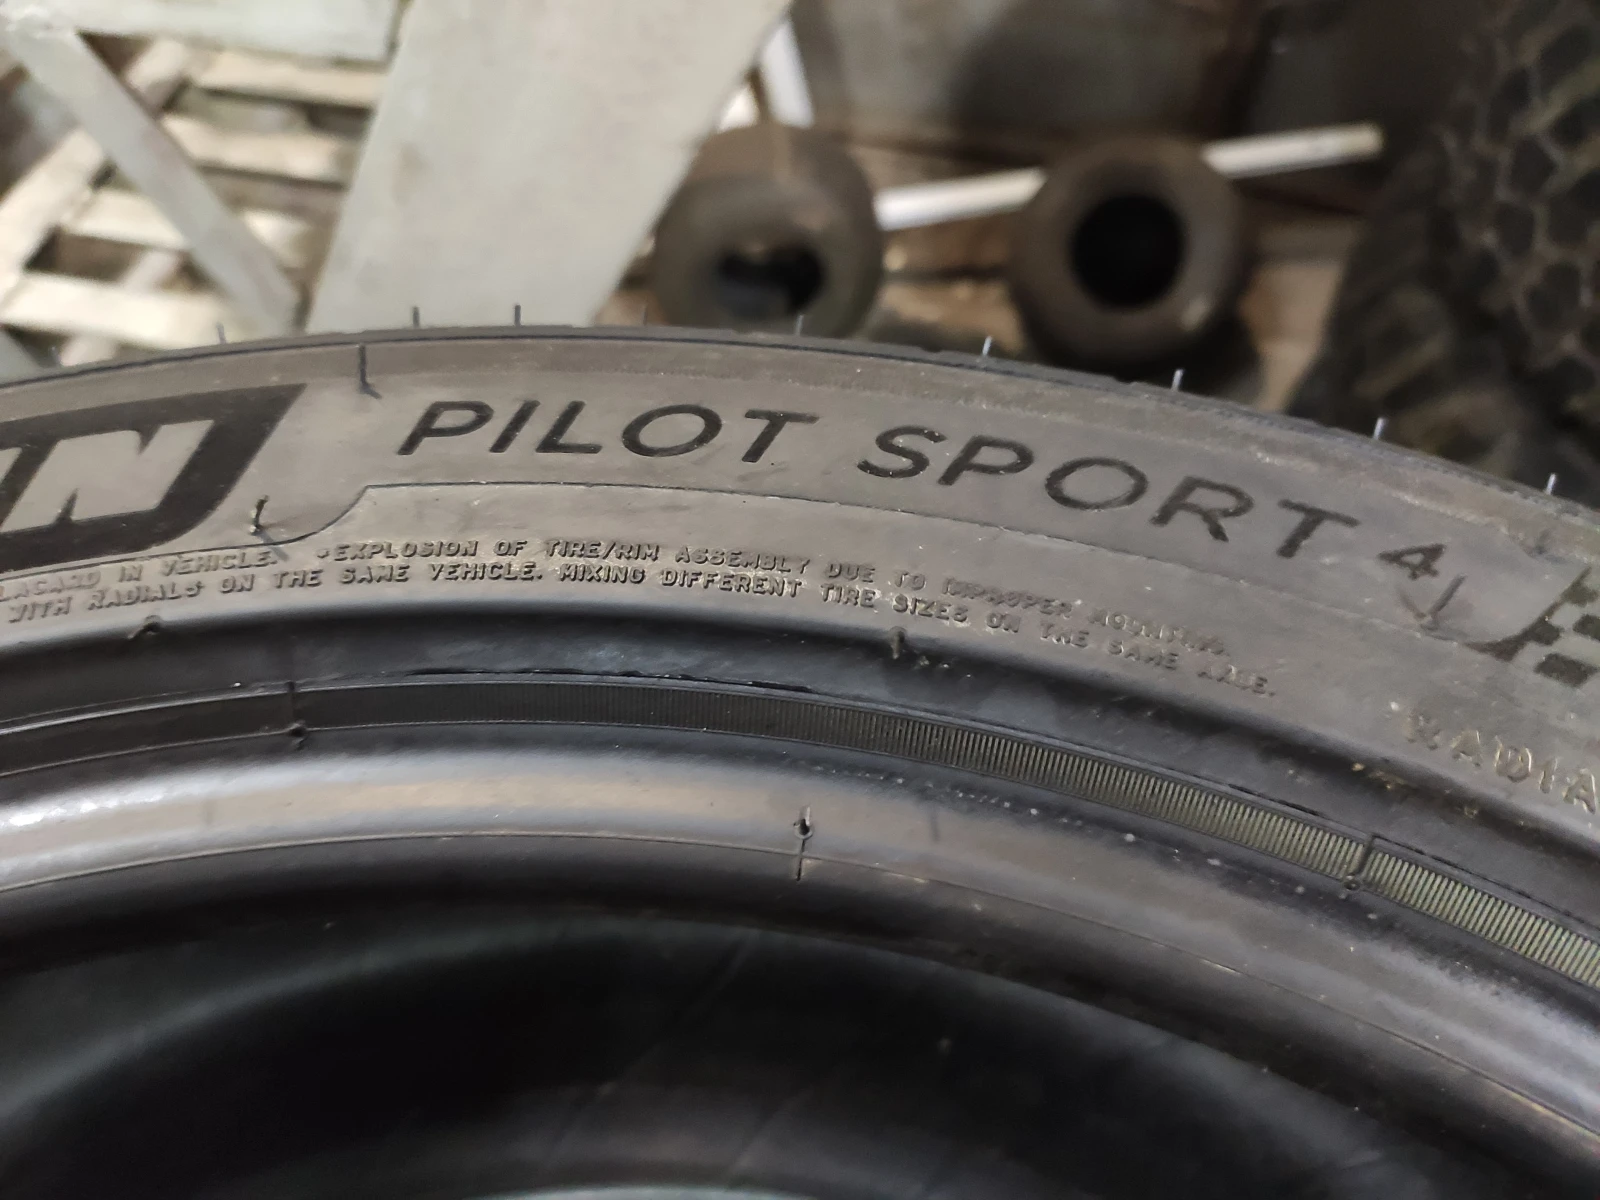 N PILOT SPORT 4
LACARD IN VEHICLE. •EXPLOSION OF TIRE/RIM ASSEMBLY DUE TO IMPROPER MOUNTING.
WITH RADIALS ON THE SAME VEHICLE. MIXING DIFFERENT TIRE SIZES ON THE SAME AXLE.
RADIA